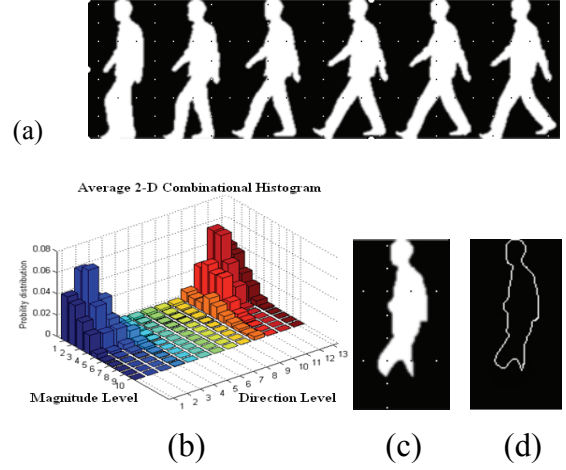 (a)
Average 2-D Combinational Histogram
0.08
0.06
0.04
0.02
0
Problity distribution
1 2 3 4 5 6 7 8 9 10
Magnitude Level
1 2 3 4 5 6 7 8 9 10 11 12 13
Direction Level
(b)
(c)
(d)